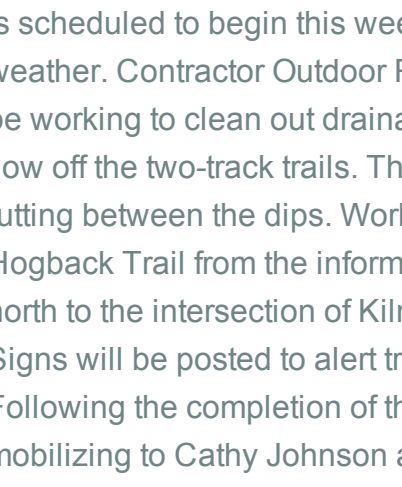 s scheduled to begin this wee
weather. Contractor Outdoor
be working to clean out draina
ow off the two-track trails. Th
utting between the dips. Work
Hogback Trail from the inform
north to the intersection of Kiln
Signs will be posted to alert tr
Following the completion of th
mobilizing to Cathy Johnson a